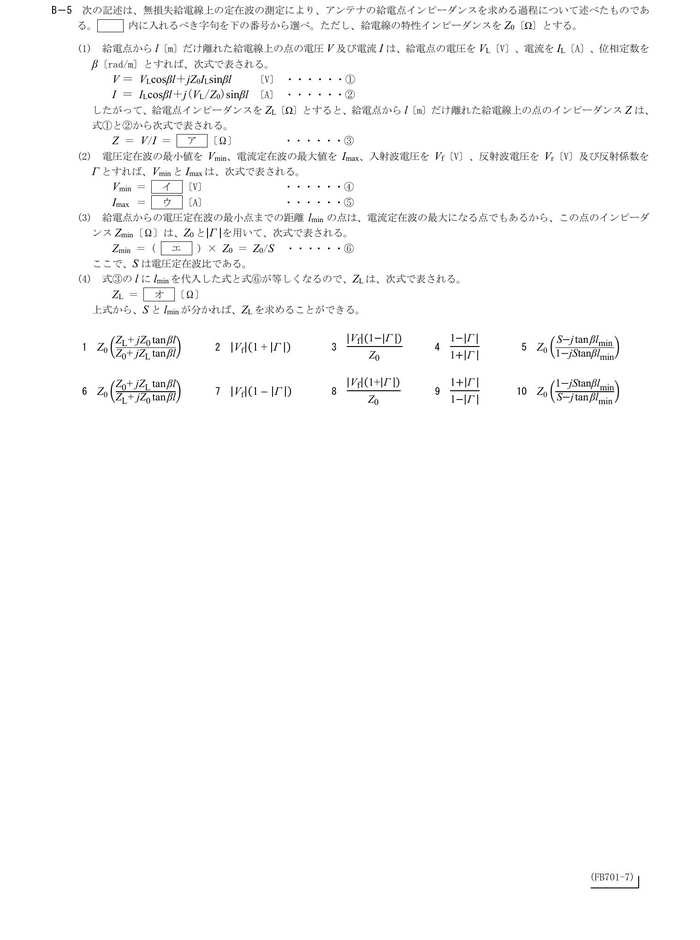 B－5 次の記述は、無損失給電線上の定在波の測定により、アンテナの給電点インピーダンスを求める過程について述べたものであ
る。□ 内に入れるべき字句を下の番号から選べ。ただし、給電線の特性インピーダンスを Z₀〔Ω〕とする。
(1) 給電点から l〔m〕だけ離れた給電線上の点の電圧 V 及び電流 I は、給電点の電圧を V_L〔V〕、電流を I_L〔A〕、位相定数を
β〔rad/m〕とすれば、次式で表される。
V = V_L cosβl＋jZ₀I_L sinβl 〔V〕 ・・・・・・①
I = I_L cosβl＋j(V_L/Z₀) sinβl 〔A〕 ・・・・・・②
したがって、給電点インピーダンスを Z_L〔Ω〕とすると、給電点から l〔m〕だけ離れた給電線上の点のインピーダンス Z は、
式①と②から次式で表される。
Z = V/I = ア〔Ω〕 ・・・・・・③
(2) 電圧定在波の最小値を V_min、電流定在波の最大値を I_max、入射波電圧を V_f〔V〕、反射波電圧を V_r〔V〕及び反射係数を
Γ とすれば、V_min と I_max は、次式で表される。
V_min = イ〔V〕 ・・・・・・④
I_max = ウ〔A〕 ・・・・・・⑤
(3) 給電点からの電圧定在波の最小点までの距離 l_min の点は、電流定在波の最大になる点でもあるから、この点のインピーダ
ンス Z_min〔Ω〕は、Z₀ と|Γ|を用いて、次式で表される。
Z_min = ( エ ) × Z₀ = Z₀/S ・・・・・・⑥
ここで、S は電圧定在波比である。
(4) 式③の l に l_min を代入した式と式⑥が等しくなるので、Z_L は、次式で表される。
Z_L = オ〔Ω〕
上式から、S と l_min が分かれば、Z_L を求めることができる。
1 Z₀((Z_L＋jZ₀ tanβl)/(Z₀＋jZ_L tanβl)) 2 |V_f|(1＋|Γ|) 3 |V_f|(1－|Γ|)/Z₀ 4 (1－|Γ|)/(1＋|Γ|) 5 Z₀((S－j tanβl_min)/(1－jS tanβl_min))
6 Z₀((Z₀＋jZ_L tanβl)/(Z_L＋jZ₀ tanβl)) 7 |V_f|(1－|Γ|) 8 |V_f|(1＋|Γ|)/Z₀ 9 (1＋|Γ|)/(1－|Γ|) 10 Z₀((1－jS tanβl_min)/(S－j tanβl_min))
(FB701-7)